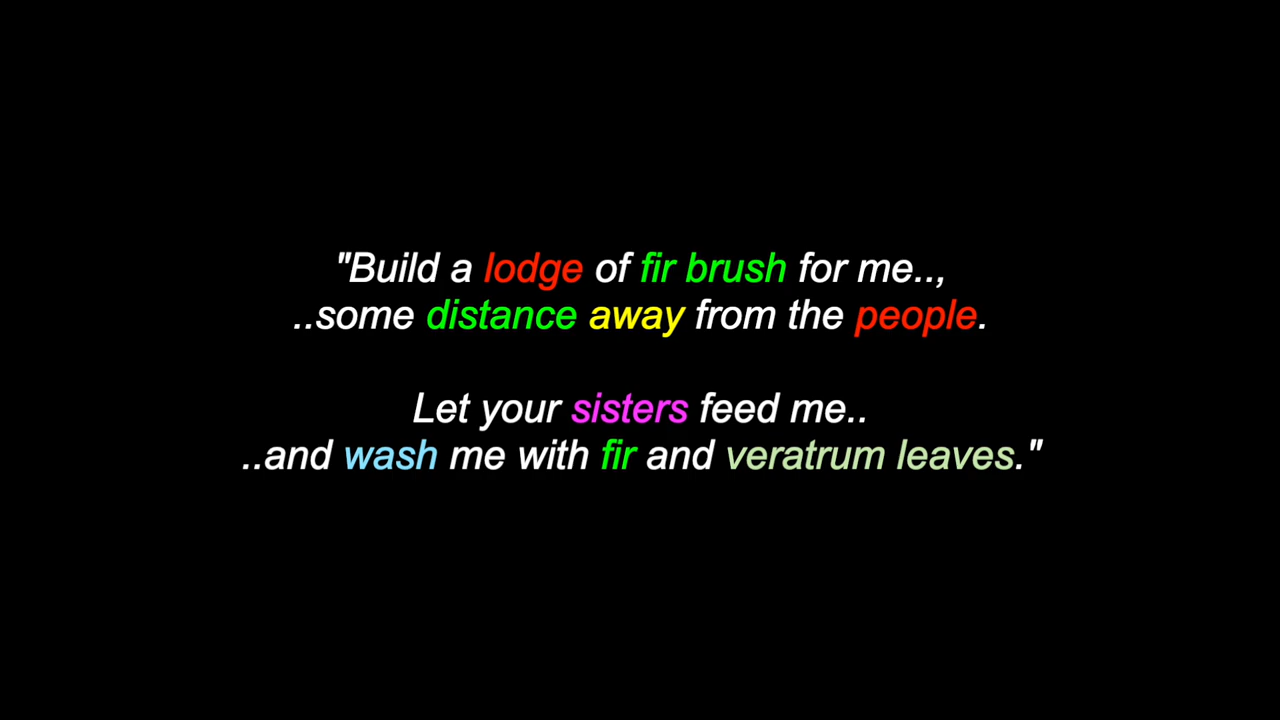 "Build a lodge of fir brush for me..,
..some distance away from the people.
Let your sisters feed me..
..and wash me with fir and veratrum leaves."